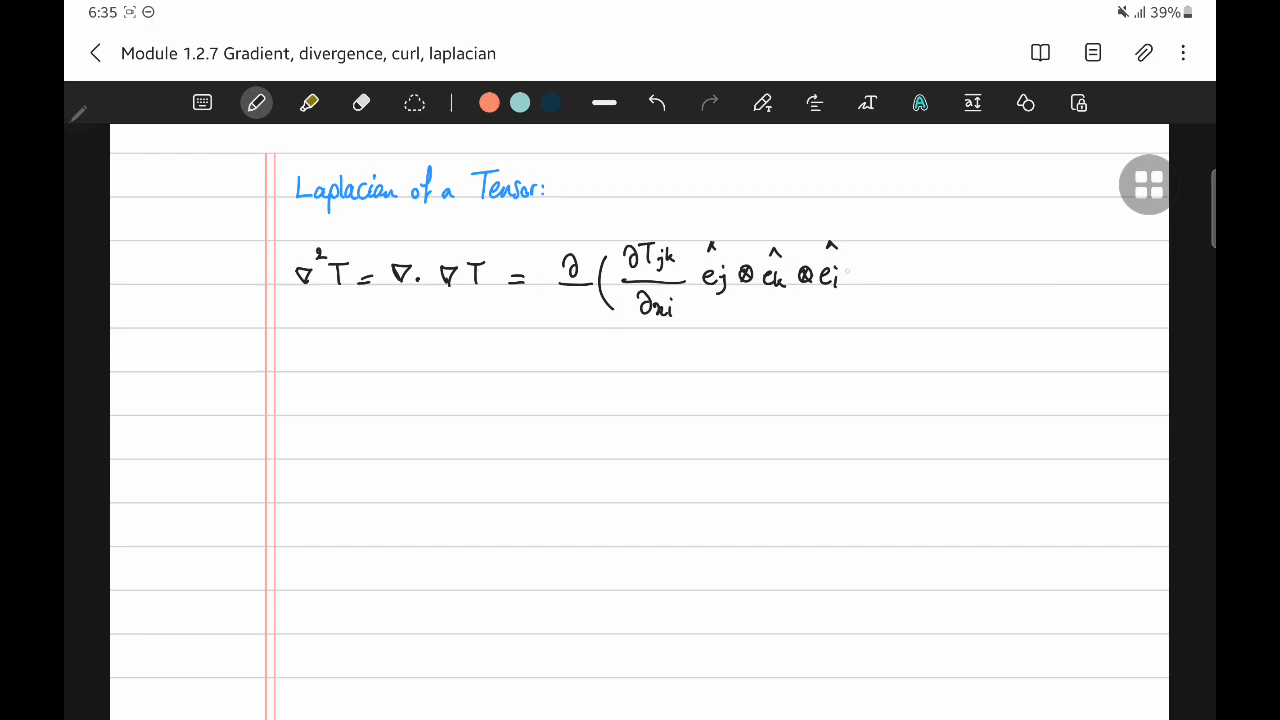 6:35
39%
Module 1.2.7 Gradient, divergence, curl, laplacian
Laplacian of a Tensor:
∇²T = ∇. ∇T = ∂/ ( ∂Tjk/∂xi êj ⊗ êk ⊗ êi